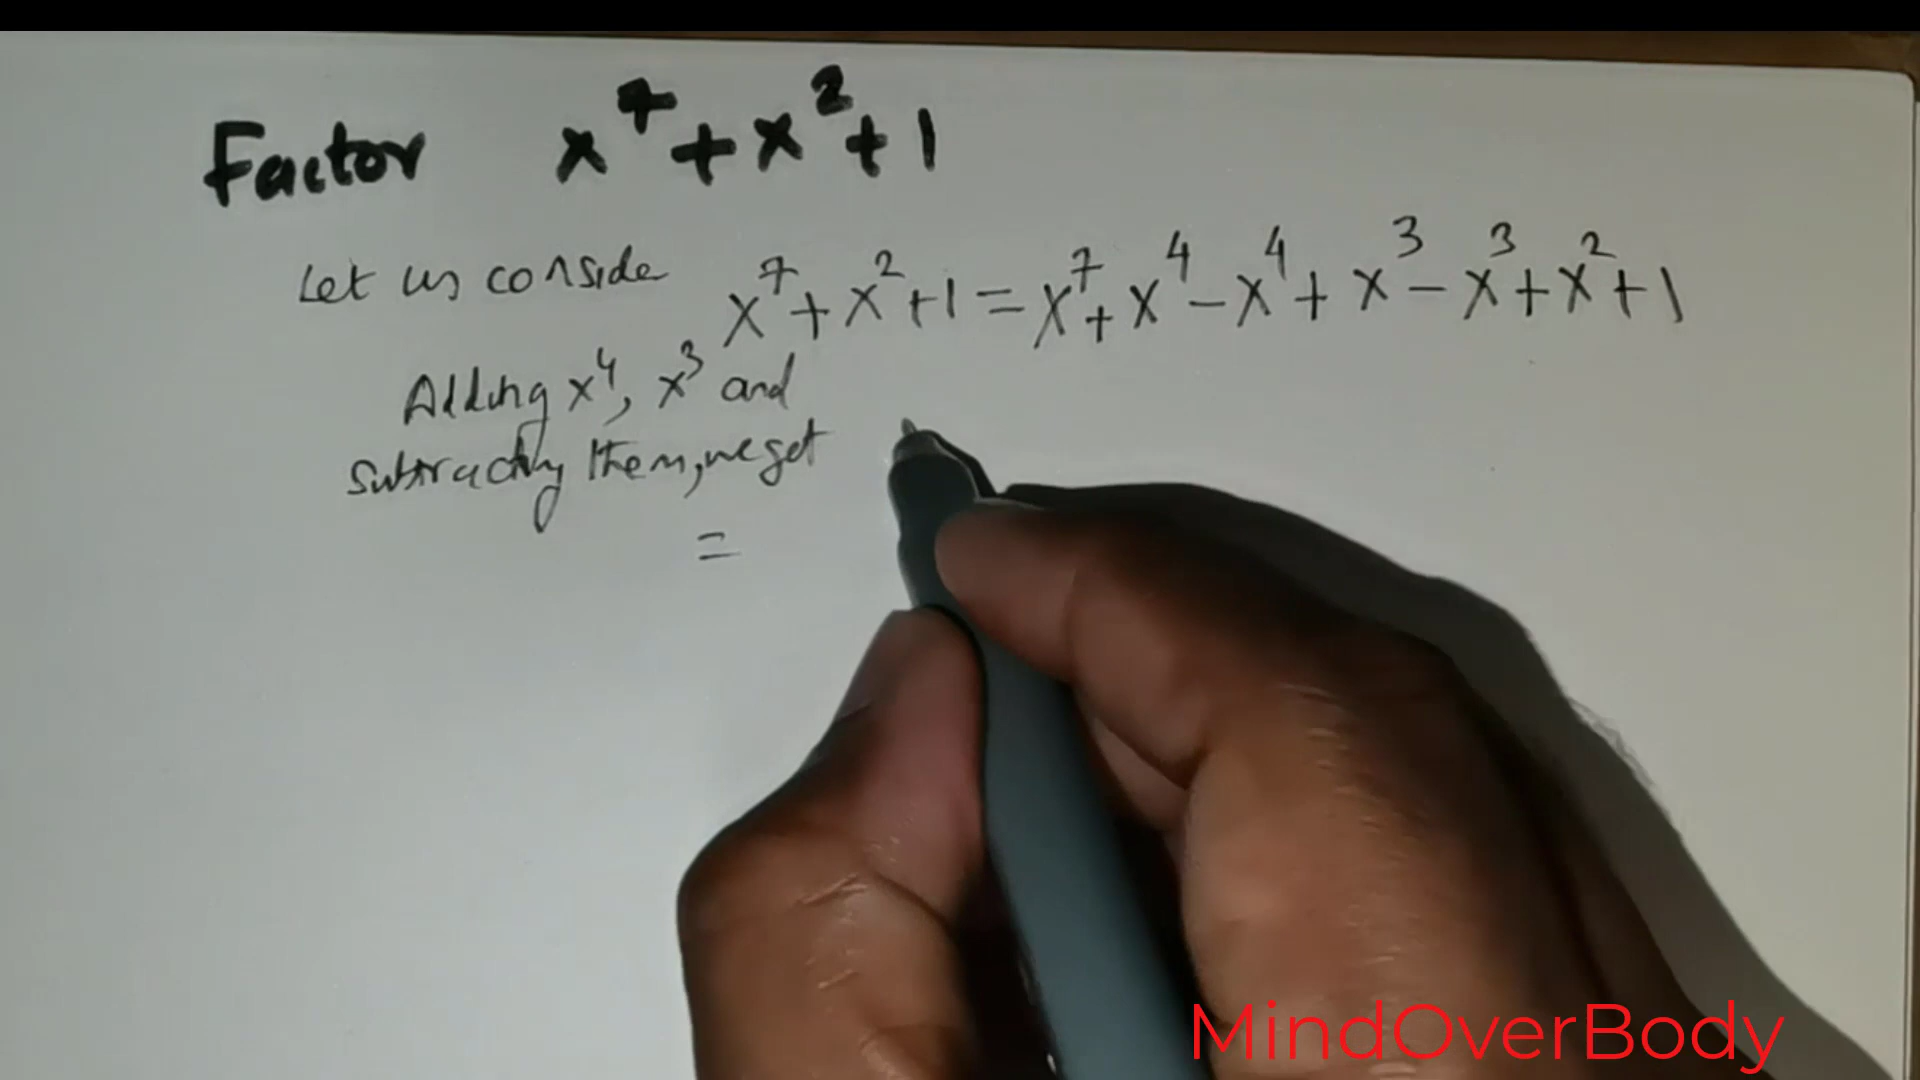 Factor x⁷+x²+1
Let us conside x⁷+x²+1=x⁷+x⁴-x⁴+x³-x³+x²+1
Adding x⁴, x³ and
subtracting them, we get
=
MindOverBody